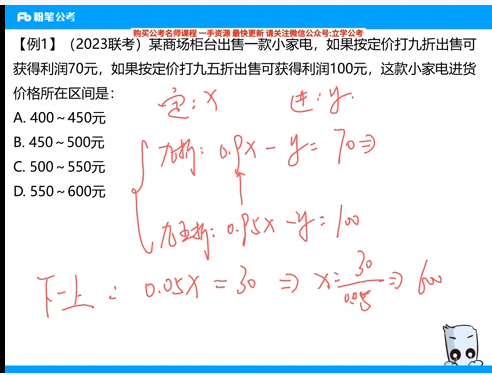 粉笔公考
购买公考名师课程 一手资源 最快更新 请关注微信公众号:立学公考
【例1】（2023联考）某商场柜台出售一款小家电，如果按定价打九折出售可
获得利润70元，如果按定价打九五折出售可获得利润100元，这款小家电进货
价格所在区间是：
定：x 进：y.
A. 400～450元
B. 450～500元
C. 500～550元
D. 550～600元
九折：0.9x - y = 70 ⇒
九五折：0.95x - y = 100
下-上：0.05x = 30 ⇒ x = 30/0.05 ⇒ 600